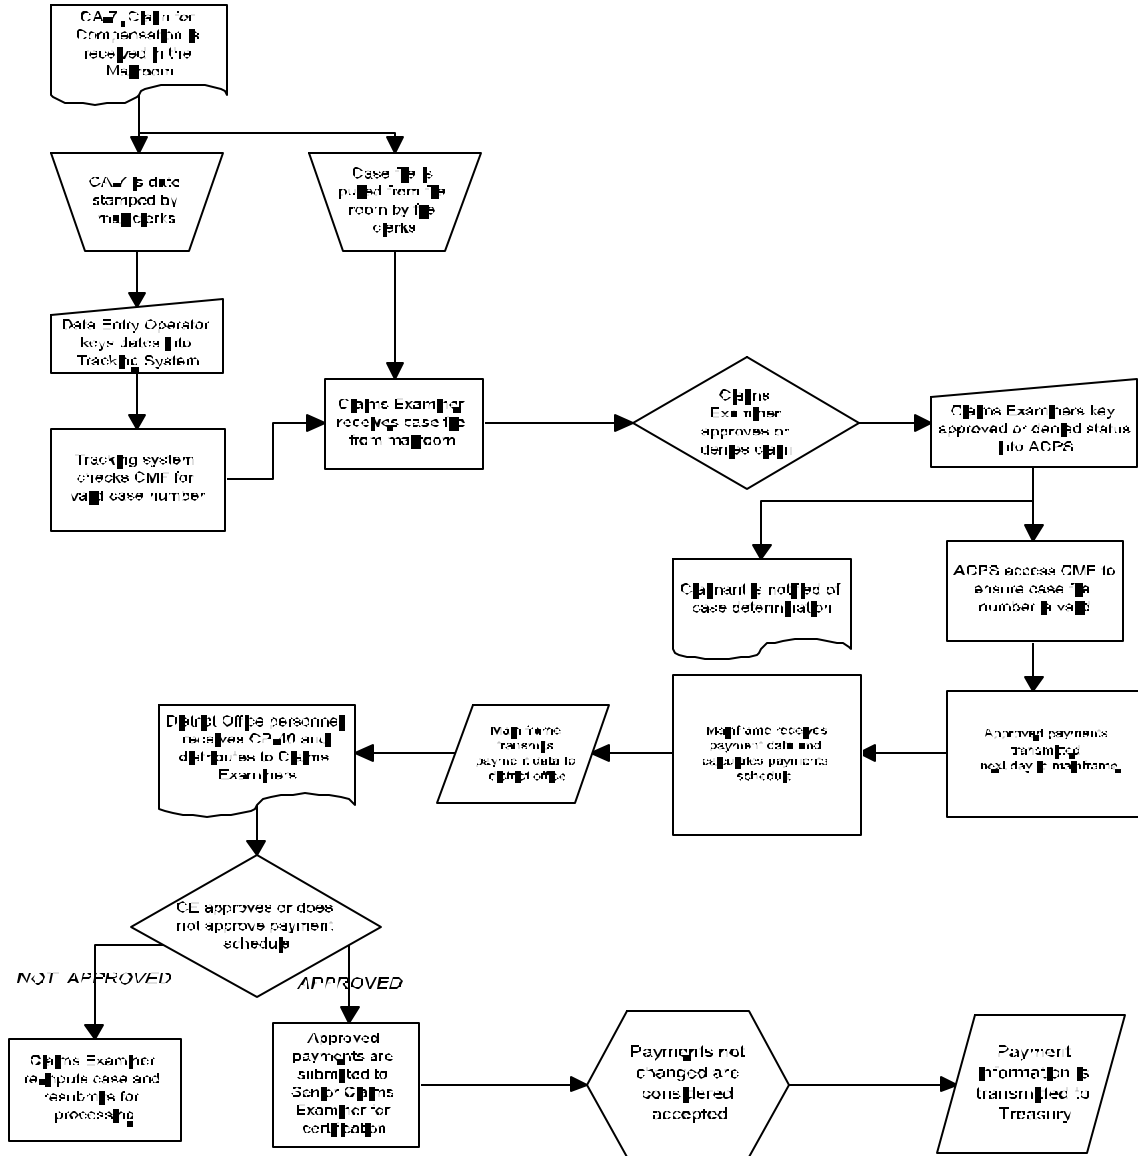 CA-7, Claim for
Compensation is
received in the
Mailroom
CA-7 is date
stamped by
mail clerks
Case file is
pulled from file
room by file
clerks
Data Entry Operator
keys dates into
Tracking System
Tracking system
checks CMF for
valid case number
Claims Examiner
receives case file
from mailroom
Claims
Examiner
approves or
denies claim
Claims Examiners key
approved or denied status
into ACPS
Claimant is notified of
case determination
ACPS access CMF to
ensure case file
number is valid
District Office personnel
receives CP-40 and
distributes to Claims
Examiners
Mainframe
transmits
payment data to
district office
Mainframe receives
payment data and
calculates payments
schedule
Approved payments
transmitted
next day to mainframe
CE approves or does
not approve payment
schedule
NOT APPROVED
APPROVED
Claims Examiner
re-inputs case and
resubmits for
processing
Approved
payments are
submitted to
Senior Claims
Examiner for
certification
Payments not
changed are
considered
accepted
Payment
information is
transmitted to
Treasury